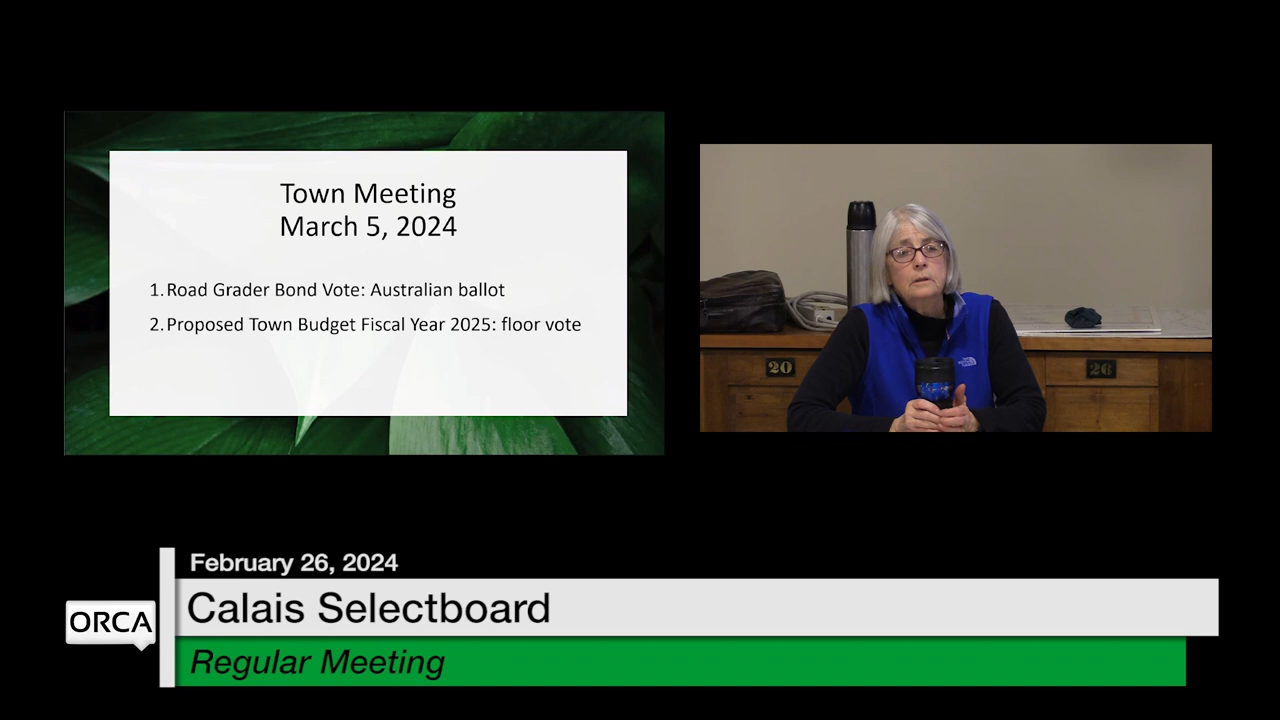 Town Meeting
March 5, 2024
1. Road Grader Bond Vote: Australian ballot
2. Proposed Town Budget Fiscal Year 2025: floor vote
20
26
February 26, 2024
Calais Selectboard
ORCA
Regular Meeting